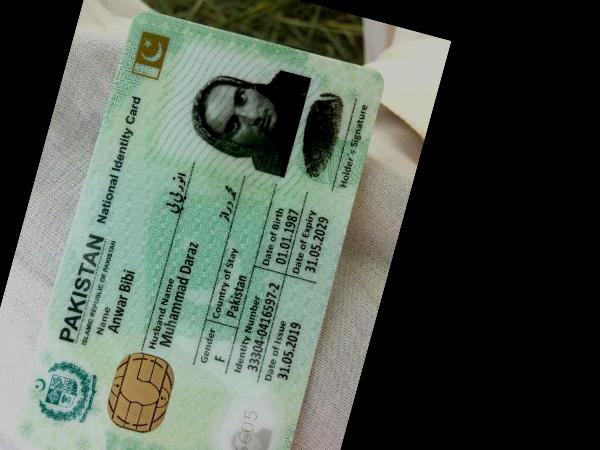 PAKISTAN National Identity Card
ISLAMIC REPUBLIC OF PAKISTAN
Name
Anwar Bibi
انور بی بی
Husband Name
Muhammad Daraz
محمد دراز
Gender Country of Stay
F Pakistan
Identity Number Date of Birth
33304-0416597-2 01.01.1987
Date of Issue Date of Expiry
31.05.2019 31.05.2029
Holder's Signature